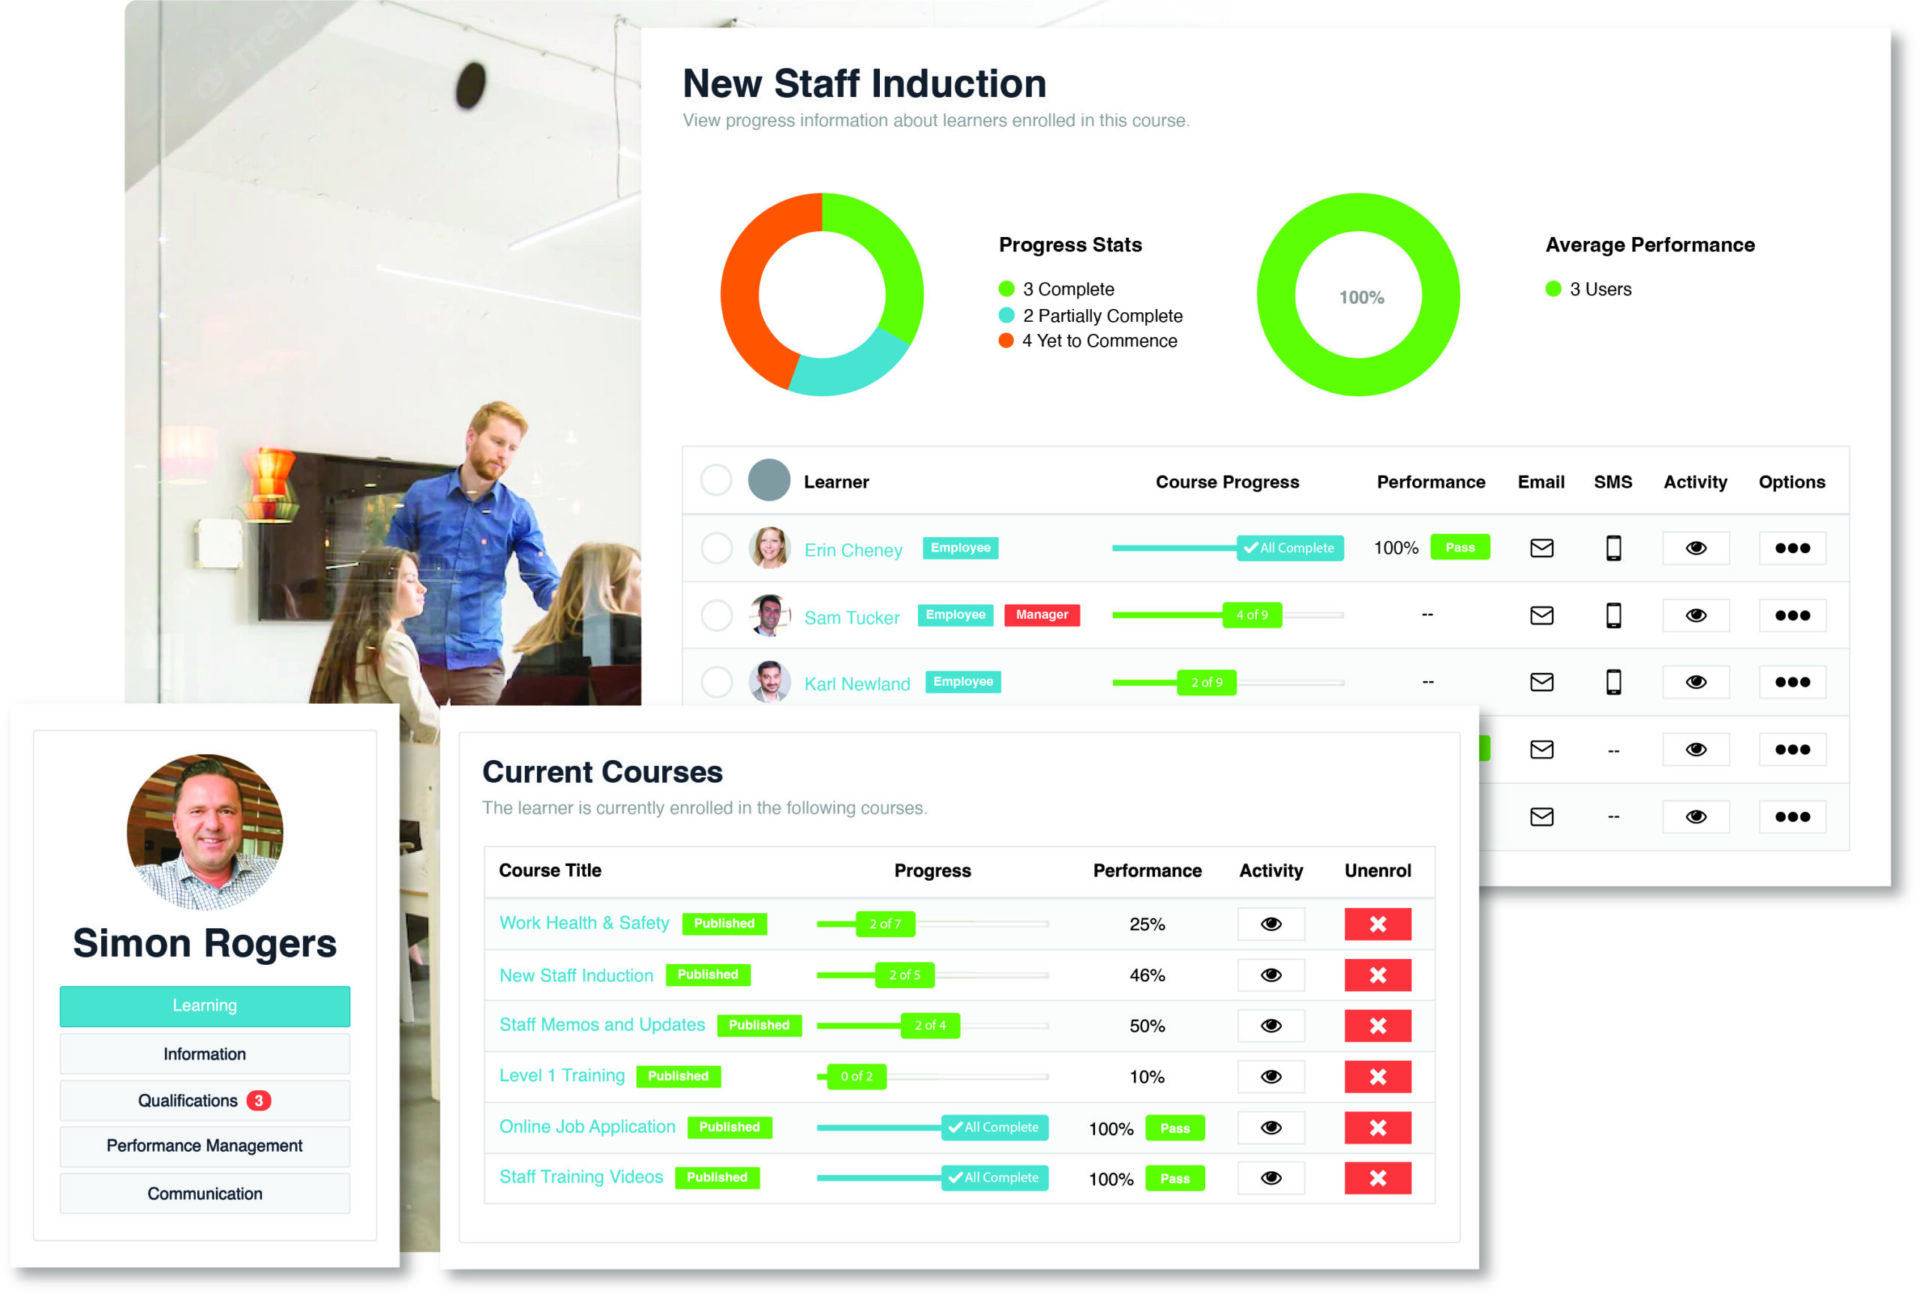 New Staff Induction
View progress information about learners enrolled in this course.
Progress Stats
3 Complete
2 Partially Complete
4 Yet to Commence
100%
Average Performance
3 Users
Learner Course Progress Performance Email SMS Activity Options
Erin Cheney Employee All Complete 100% Pass
Sam Tucker Employee Manager 4 of 9 --
Karl Newland Employee 2 of 9 --
--
--
Simon Rogers
Learning
Information
Qualifications 3
Performance Management
Communication
Current Courses
The learner is currently enrolled in the following courses.
Course Title Progress Performance Activity Unenrol
Work Health & Safety Published 2 of 7 25%
New Staff Induction Published 2 of 5 46%
Staff Memos and Updates Published 2 of 4 50%
Level 1 Training Published 0 of 2 10%
Online Job Application Published All Complete 100% Pass
Staff Training Videos Published All Complete 100% Pass